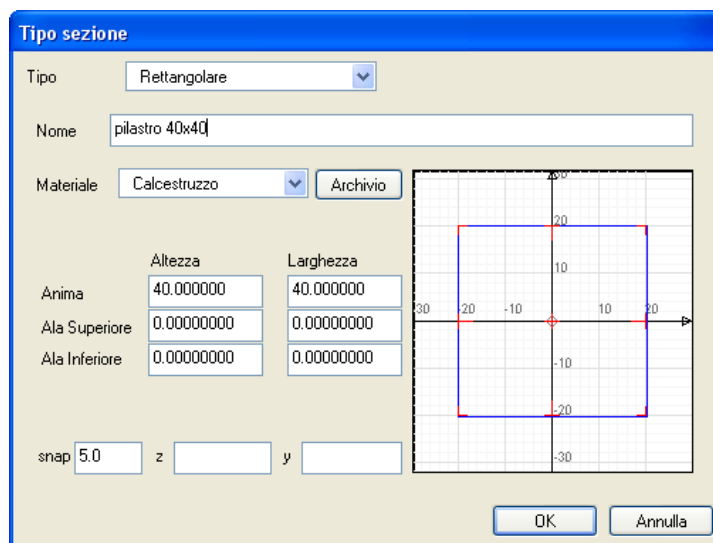 Tipo sezione
Tipo Rettangolare
Nome pilastro 40x40
Materiale Calcestruzzo Archivio
Altezza Larghezza
Anima 40.000000 40.000000
Ala Superiore 0.00000000 0.00000000
Ala Inferiore 0.00000000 0.00000000
snap 5.0 z y
30
20
10
30 -20 -10 10 20
-10
-20
-30
OK Annulla